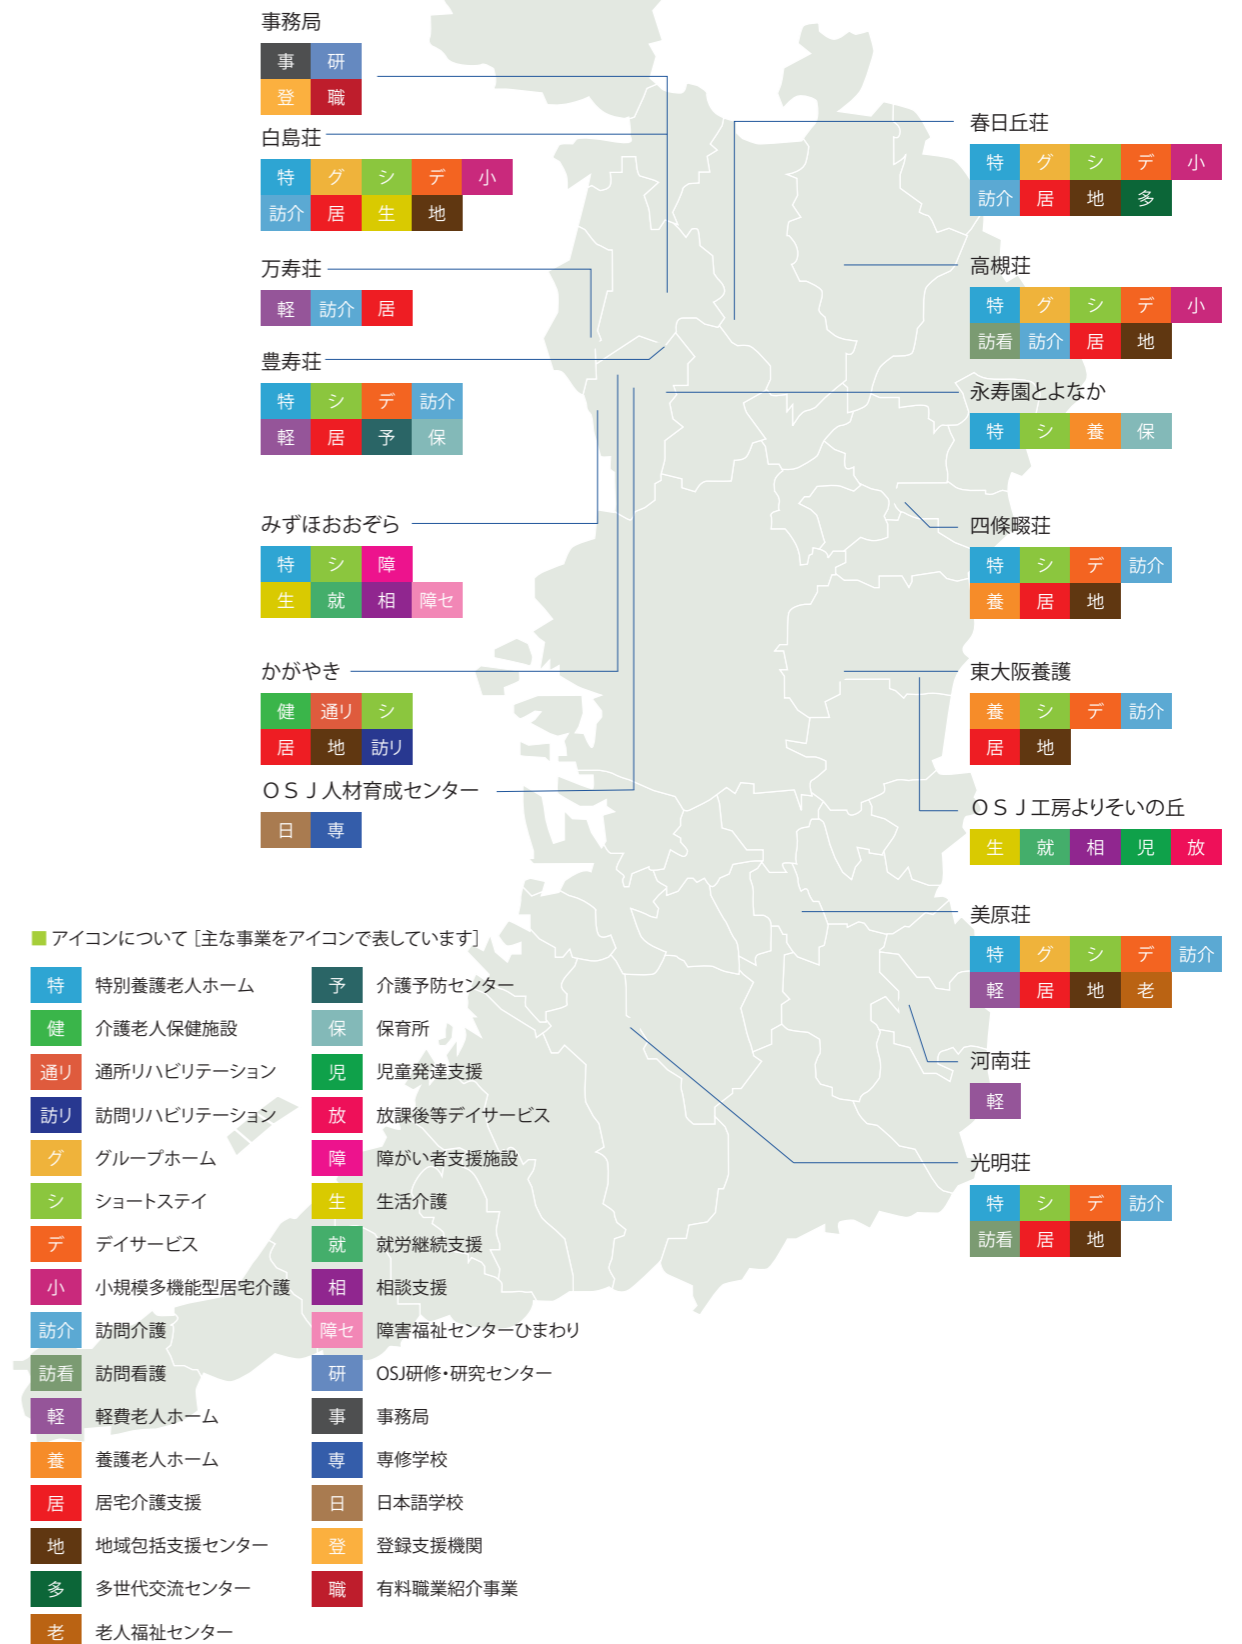 事務局
事 研
登 職
白島荘
特 グ シ デ 小
訪介 居 生 地
万寿荘
軽 訪介 居
豊寿荘
特 シ デ 訪介
軽 居 予 保
みずほおおぞら
特 シ 障
生 就 相 障セ
かがやき
健 通リ シ
居 地 訪リ
ＯＳＪ人材育成センター
日 専
春日丘荘
特 グ シ デ 小
訪介 居 地 多
高槻荘
特 グ シ デ 小
訪看 訪介 居 地
永寿園とよなか
特 シ 養 保
四條畷荘
特 シ デ 訪介
養 居 地
東大阪養護
養 シ デ 訪介
居 地
ＯＳＪ工房よりそいの丘
生 就 相 児 放
美原荘
特 グ シ デ 訪介
軽 居 地 老
河南荘
軽
光明荘
特 シ デ 訪介
訪看 居 地
■ アイコンについて［主な事業をアイコンで表しています］
特 特別養護老人ホーム
健 介護老人保健施設
通リ 通所リハビリテーション
訪リ 訪問リハビリテーション
グ グループホーム
シ ショートステイ
デ デイサービス
小 小規模多機能型居宅介護
訪介 訪問介護
訪看 訪問看護
軽 軽費老人ホーム
養 養護老人ホーム
居 居宅介護支援
地 地域包括支援センター
多 多世代交流センター
老 老人福祉センター
予 介護予防センター
保 保育所
児 児童発達支援
放 放課後等デイサービス
障 障がい者支援施設
生 生活介護
就 就労継続支援
相 相談支援
障セ 障害福祉センターひまわり
研 OSJ研修・研究センター
事 事務局
専 専修学校
日 日本語学校
登 登録支援機関
職 有料職業紹介事業